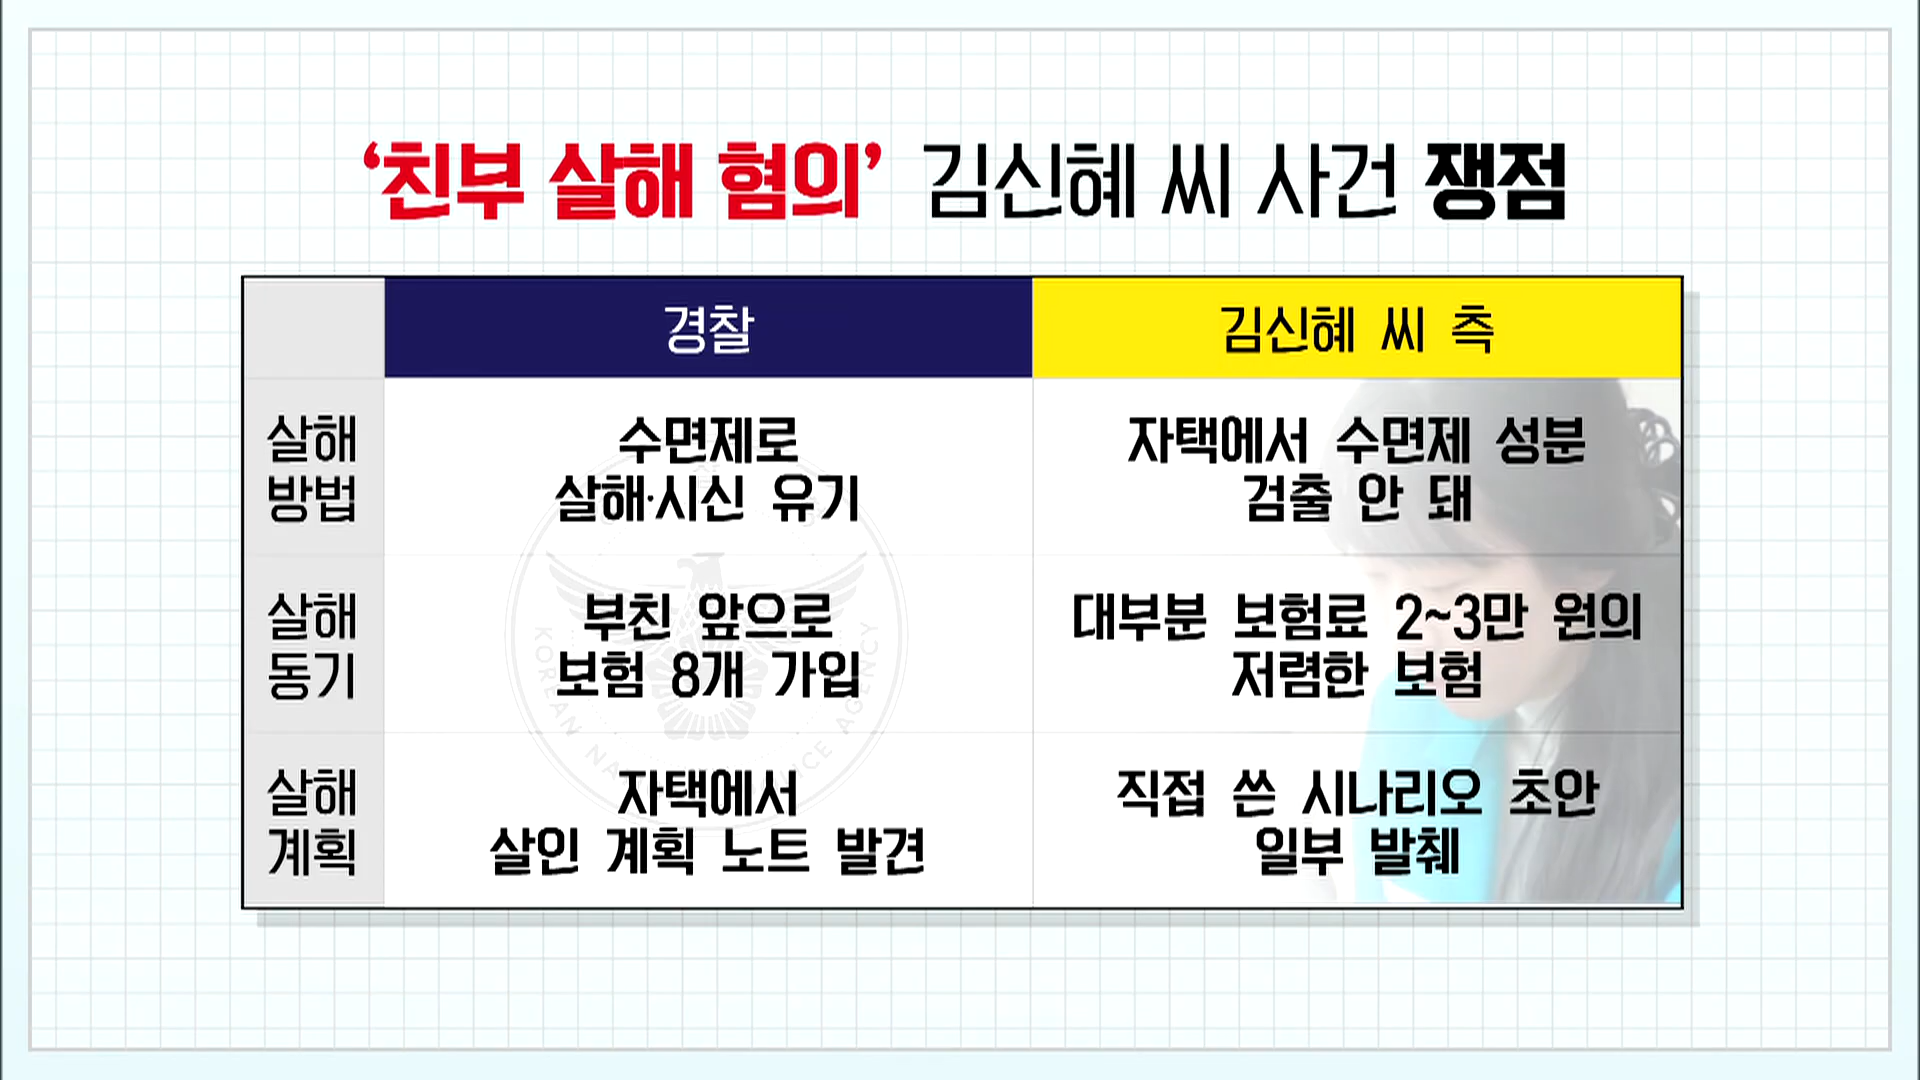 ‘친부 살해 혐의’ 김신혜 씨 사건 쟁점
경찰
김신혜 씨 측
살해
방법
수면제로
살해·시신 유기
자택에서 수면제 성분
검출 안 돼
살해
동기
부친 앞으로
보험 8개 가입
대부분 보험료 2~3만 원의
저렴한 보험
살해
계획
자택에서
살인 계획 노트 발견
직접 쓴 시나리오 초안
일부 발췌